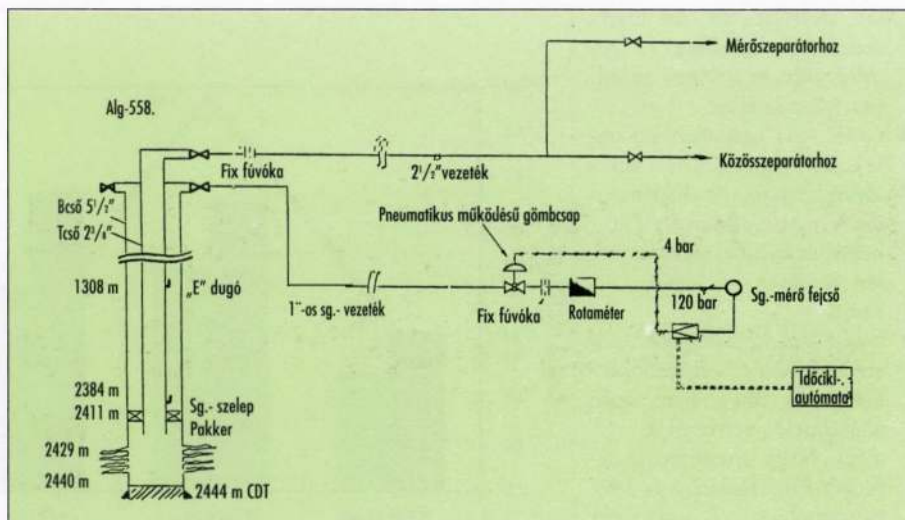 Mérőszeparátorhoz
Alg-558.
Fix fúvóka
2¹/₂" vezeték
Közösszeparátorhoz
Bcső 5¹/₂"
Tcső 2³/₈"
Pneumatikus működésű gömbcsap
4 bar
1308 m
„E" dugó
1"-os sg.- vezeték
Fix fúvóka
Rotaméter
120 bar
Sg.-mérő fejcső
2384 m
2411 m
Sg.- szelep
Pakker
Időcikl-. -
autómata
2429 m
2440 m
2444 m CDT